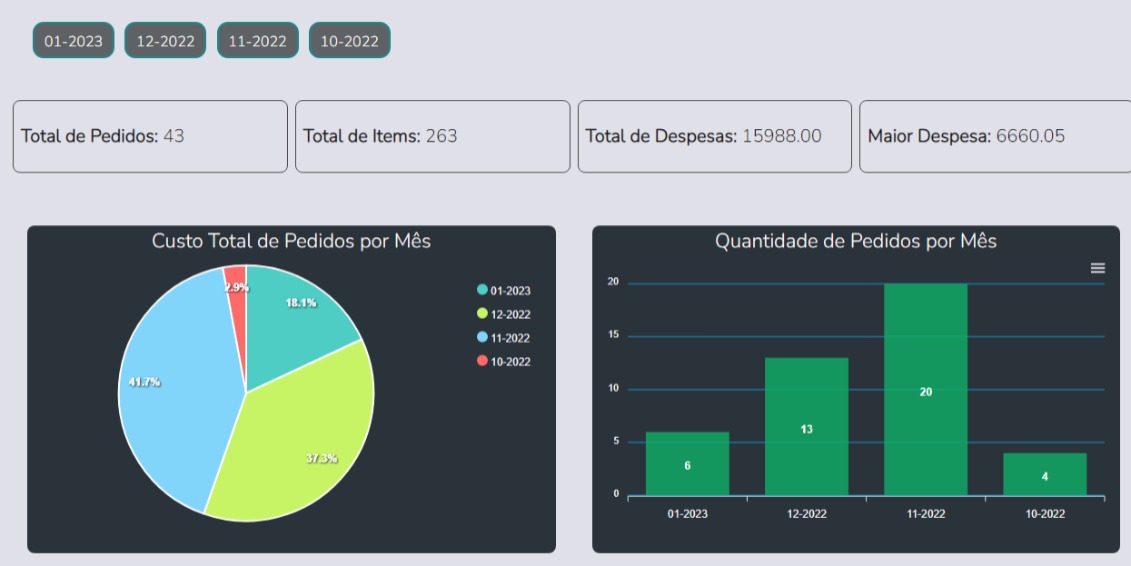 01-2023 12-2022 11-2022 10-2022
Total de Pedidos: 43
Total de Items: 263
Total de Despesas: 15988.00
Maior Despesa: 6660.05
Custo Total de Pedidos por Mês
2.9%
18.1%
41.7%
37.3%
01-2023
12-2022
11-2022
10-2022
Quantidade de Pedidos por Mês
20
15
10
5
0
6
13
20
4
01-2023 12-2022 11-2022 10-2022